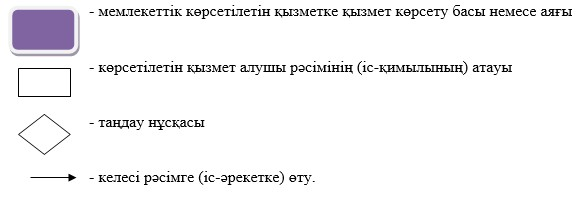 - мемлекеттік көрсетілетін қызметке қызмет көрсету басы немесе аяғы
- көрсетілетін қызмет алушы рәсімінің (іс-қимылының) атауы
- таңдау нұсқасы
- келесі рәсімге (іс-әрекетке) өту.